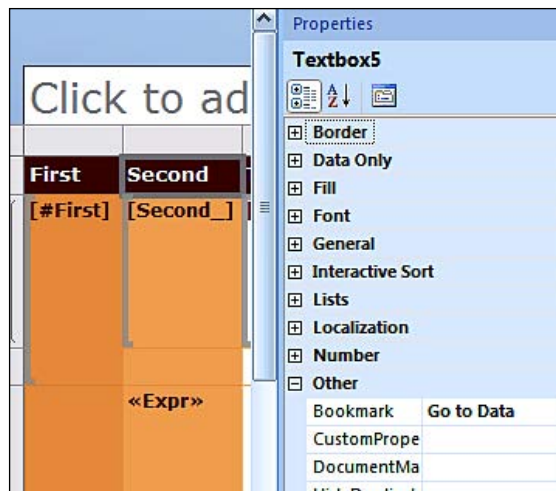 Click to ad
First Second
[#First] [Second_]
«Expr»
Properties
Textbox5
Border
Data Only
Fill
Font
General
Interactive Sort
Lists
Localization
Number
Other
Bookmark Go to Data
CustomPrope
DocumentMa